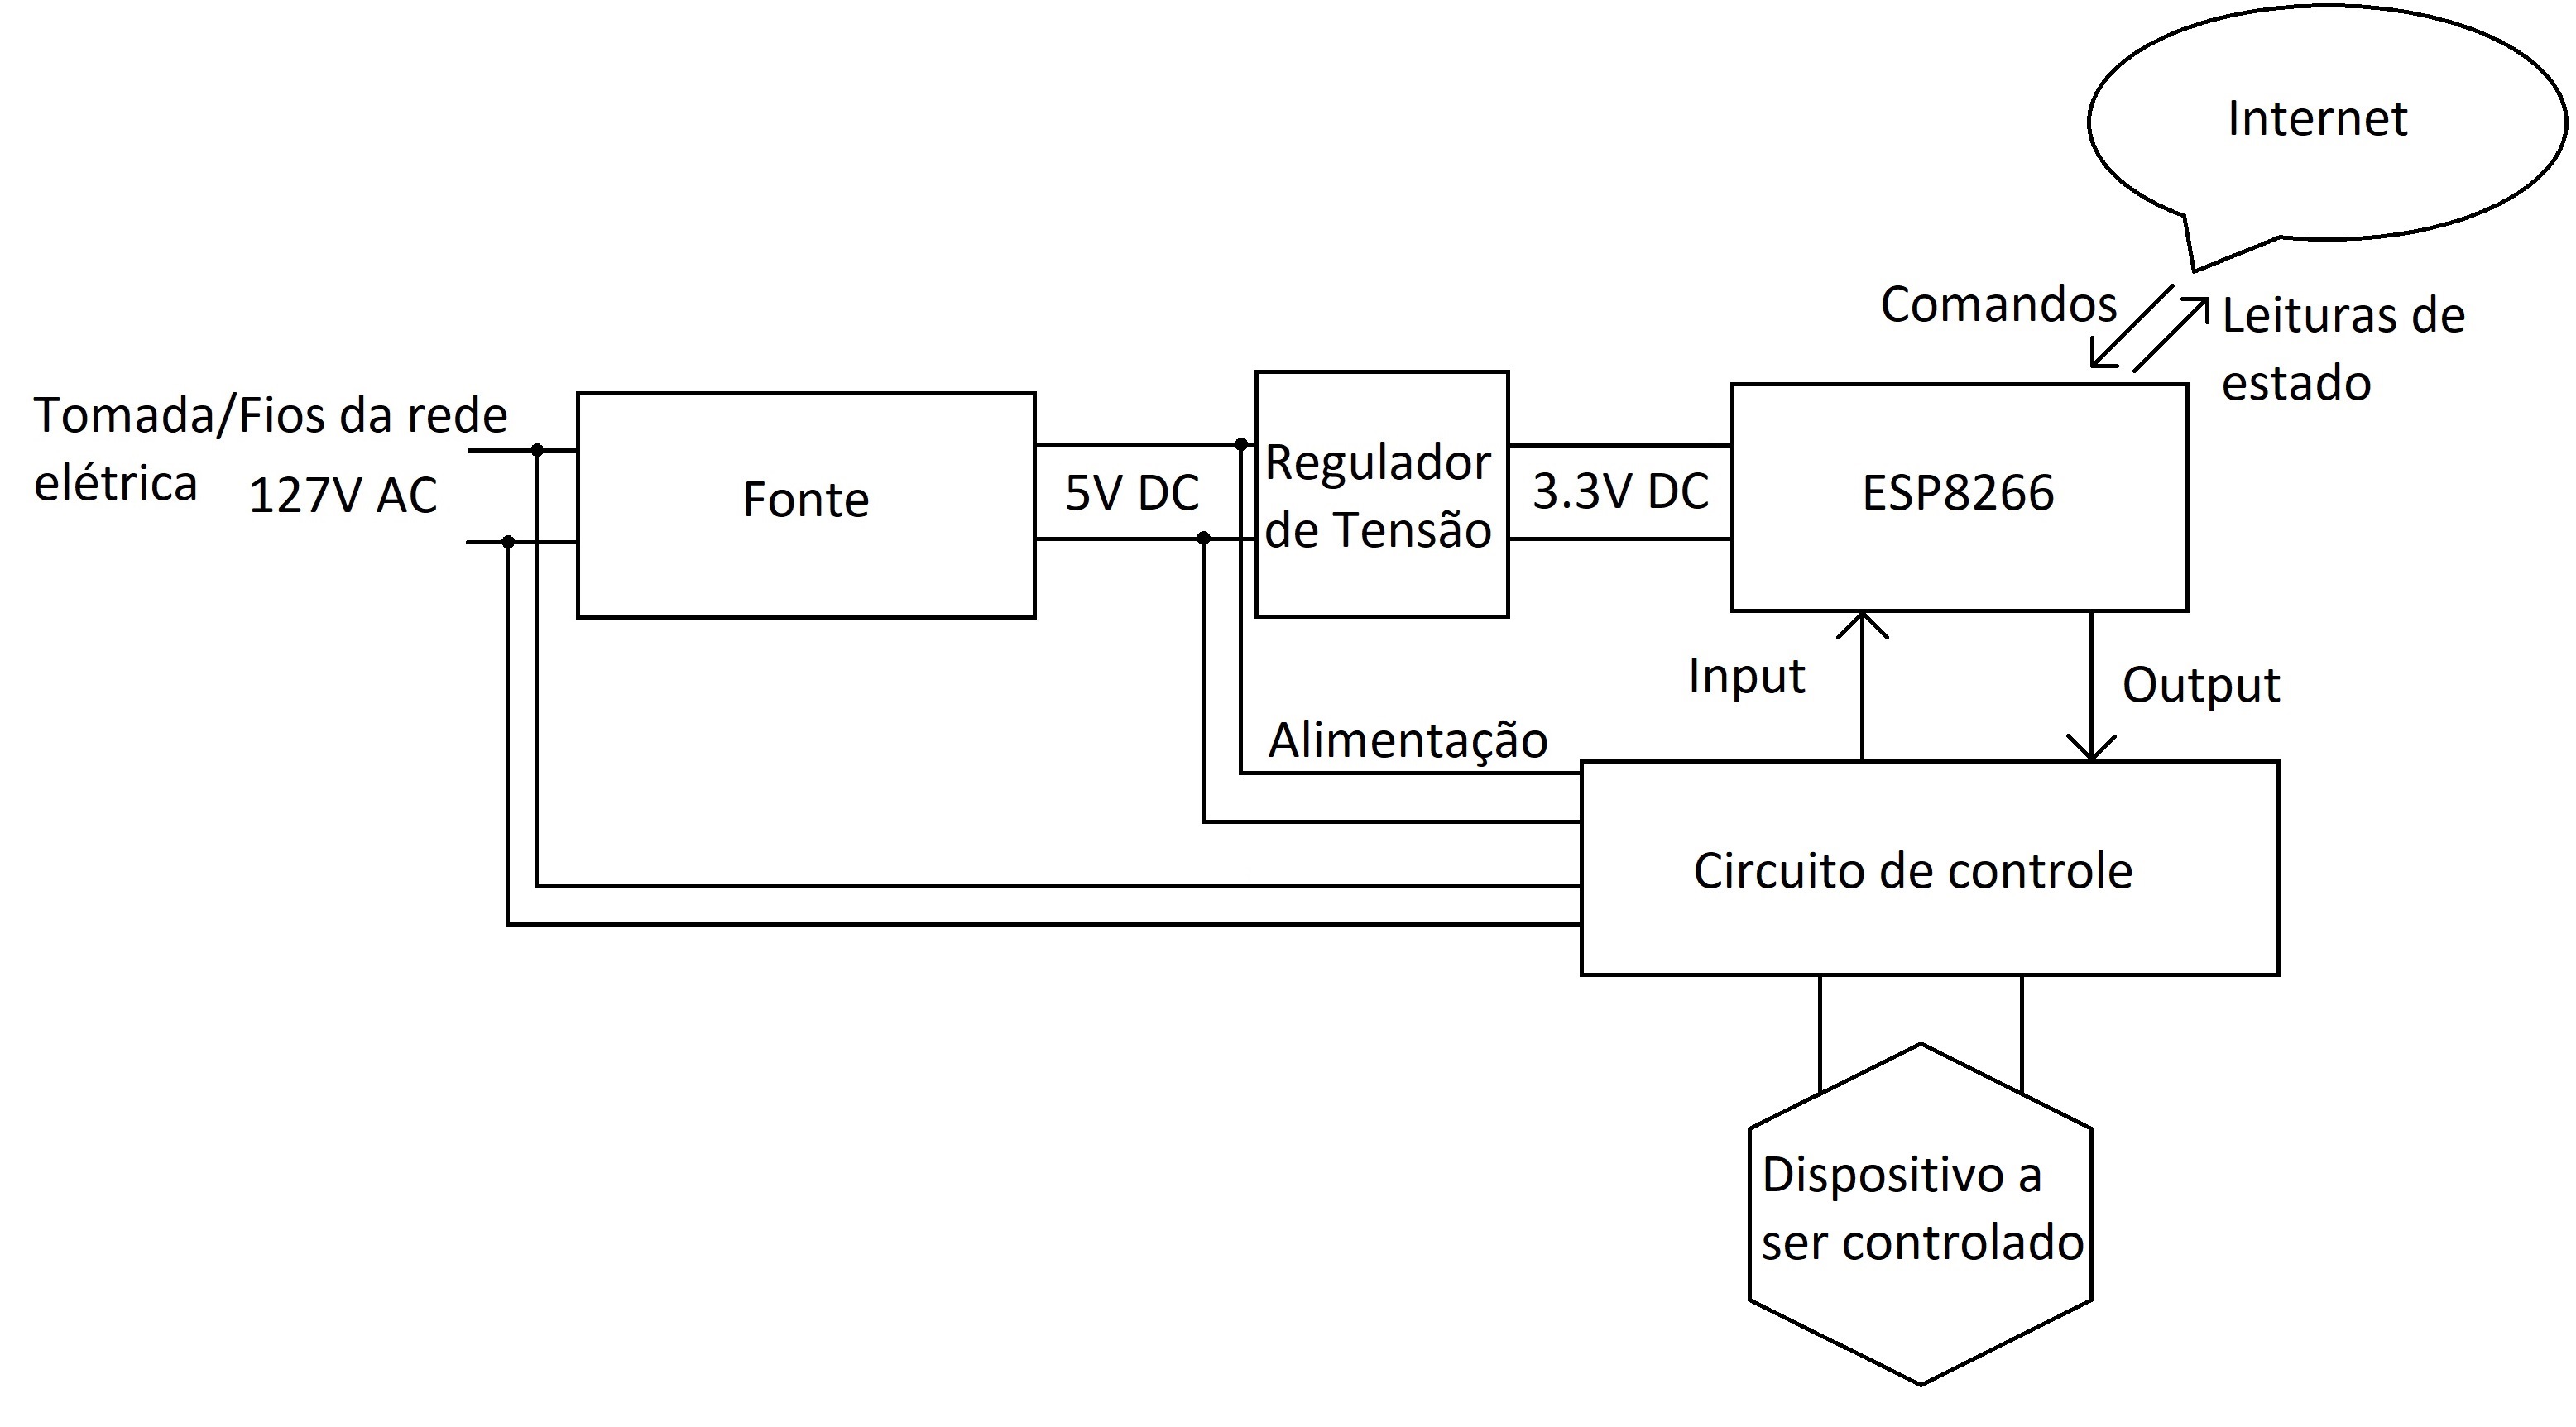 Internet
Comandos
Leituras de
estado
Tomada/Fios da rede
elétrica 127V AC
Fonte
5V DC
Regulador
de Tensão
3.3V DC
ESP8266
Input
Output
Alimentação
Circuito de controle
Dispositivo a
ser controlado